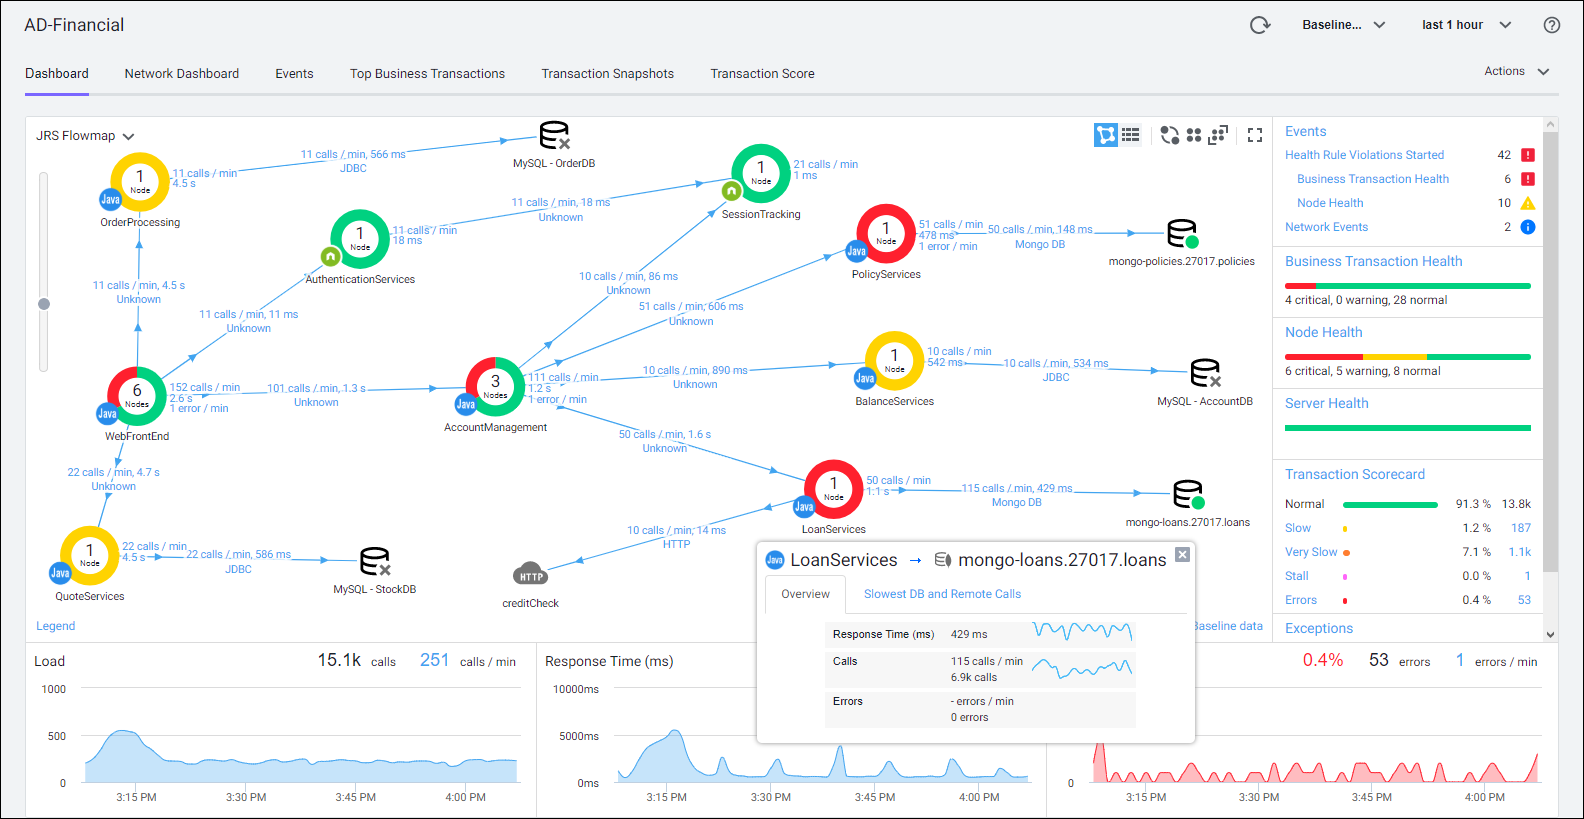 AD-Financial
Baseline...
last 1 hour
Dashboard
Network Dashboard
Events
Top Business Transactions
Transaction Snapshots
Transaction Score
Actions
JRS Flowmap
11 calls / min, 566 ms
JDBC
MySQL - OrderDB
1
Node
11 calls / min
4.5 s
Java
OrderProcessing
1
Node
21 calls / min
1 ms
SessionTracking
11 calls / min, 18 ms
Unknown
1
Node
11 calls / min
18 ms
AuthenticationServices
1
Node
51 calls / min
478 ms
1 error / min
Java
PolicyServices
50 calls / min, 148 ms
Mongo DB
mongo-policies.27017.policies
11 calls / min, 4.5 s
Unknown
10 calls / min, 86 ms
Unknown
11 calls / min, 11 ms
Unknown
51 calls / min, 606 ms
Unknown
6
Nodes
152 calls / min
2.6 s
1 error / min
Java
WebFrontEnd
101 calls / min, 1.3 s
Unknown
3
Nodes
111 calls / min
1.2 s
1 error / min
Java
AccountManagement
10 calls / min, 890 ms
Unknown
1
Node
10 calls / min
542 ms
Java
BalanceServices
10 calls / min, 534 ms
JDBC
MySQL - AccountDB
50 calls / min, 1.6 s
Unknown
22 calls / min, 4.7 s
Unknown
1
Node
50 calls / min
1.1 s
Java
LoanServices
115 calls / min, 429 ms
Mongo DB
mongo-loans.27017.loans
10 calls / min, 14 ms
HTTP
1
Node
22 calls / min
4.5 s
Java
QuoteServices
22 calls / min, 586 ms
JDBC
MySQL - StockDB
HTTP
creditCheck
Legend
Baseline data
Java LoanServices → mongo-loans.27017.loans
Overview
Slowest DB and Remote Calls
Response Time (ms) 429 ms
Calls 115 calls / min
6.9k calls
Errors - errors / min
0 errors
Events
Health Rule Violations Started 42
Business Transaction Health 6
Node Health 10
Network Events 2
Business Transaction Health
4 critical, 0 warning, 28 normal
Node Health
6 critical, 5 warning, 8 normal
Server Health
Transaction Scorecard
Normal 91.3 % 13.8k
Slow 1.2 % 187
Very Slow 7.1 % 1.1k
Stall 0.0 % 1
Errors 0.4 % 53
Exceptions
Load 15.1k calls 251 calls / min
1000
500
0
3:15 PM 3:30 PM 3:45 PM 4:00 PM
Response Time (ms)
10000ms
5000ms
0ms
3:15 PM 3:30 PM 3:45 PM 4:00 PM
0.4% 53 errors 1 errors / min
0
3:15 PM 3:30 PM 3:45 PM 4:00 PM